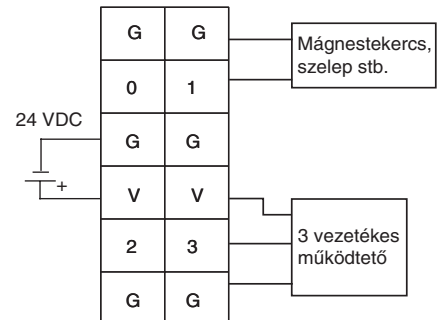 G G
Mágnestekercs,
szelep stb.
0 1
24 VDC
G G
+
V V
2 3
3 vezetékes
működtető
G G